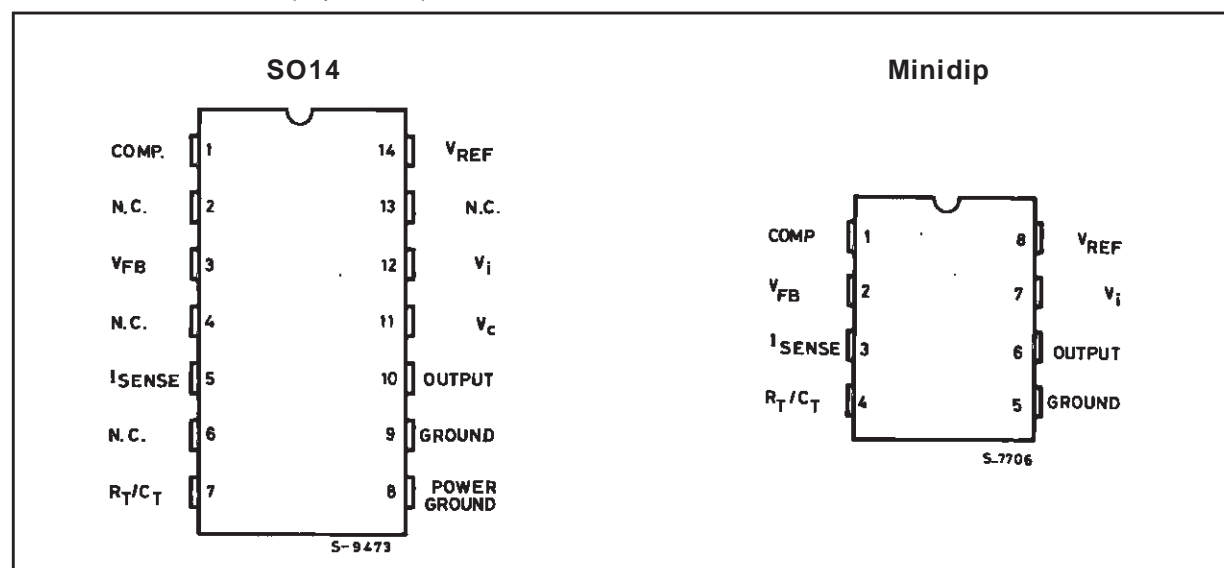 SO14
COMP. 1 14 VREF
N.C. 2 13 N.C.
VFB 3 12 Vi
N.C. 4 11 Vc
ISENSE 5 10 OUTPUT
N.C. 6 9 GROUND
RT/CT 7 8 POWER GROUND
S-9473
Minidip
COMP 1 8 VREF
VFB 2 7 Vi
ISENSE 3 6 OUTPUT
RT/CT 4 5 GROUND
S-7706